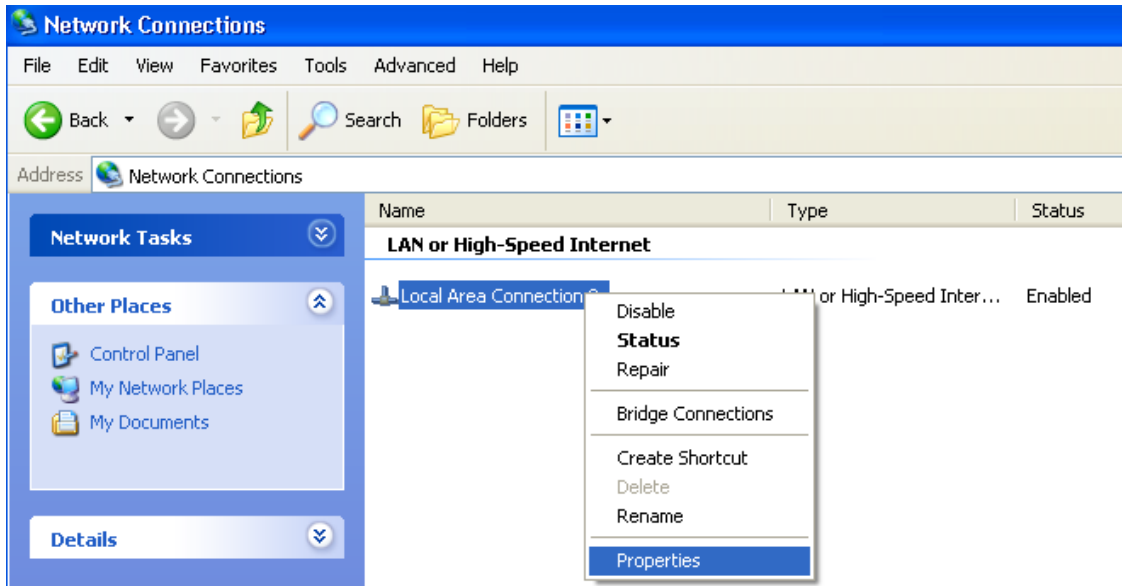 Network Connections
File Edit View Favorites Tools Advanced Help
Back Search Folders
Address Network Connections
Name Type Status
Network Tasks
LAN or High-Speed Internet
Other Places
Local Area Connection or High-Speed Inter... Enabled
Control Panel
My Network Places
My Documents
Details
Disable
Status
Repair
Bridge Connections
Create Shortcut
Delete
Rename
Properties